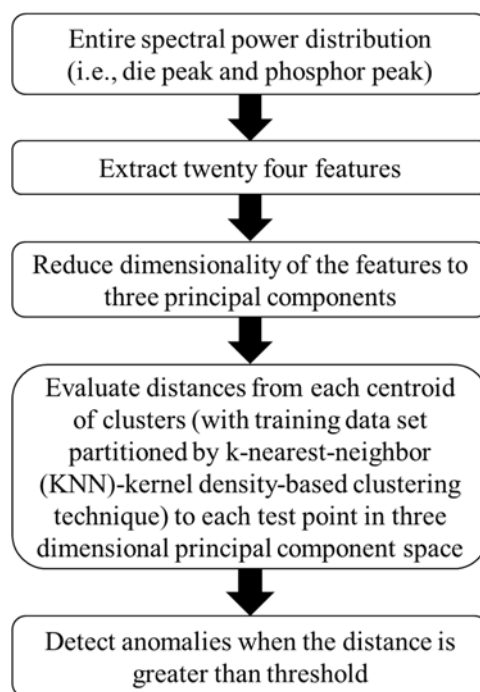 Entire spectral power distribution
(i.e., die peak and phosphor peak)
Extract twenty four features
Reduce dimensionality of the features to
three principal components
Evaluate distances from each centroid
of clusters (with training data set
partitioned by k-nearest-neighbor
(KNN)-kernel density-based clustering
technique) to each test point in three
dimensional principal component space
Detect anomalies when the distance is
greater than threshold